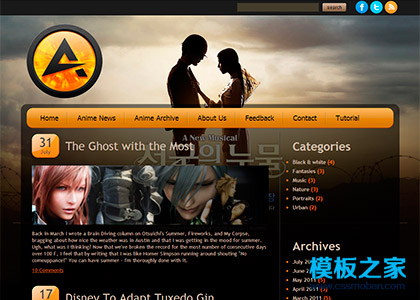 search
Home Anime News Anime Archive About Us Feedback Contact Tutorial
A New Musical
31
July
The Ghost with the Most
Back in March I wrote a Brain Diving column on Otsuichi's Summer, Fireworks, and My Corpse,
bragging about how nice the weather was in Austin and that I was getting in the mood for summer.
Ugh, what was I thinking? Now that we've broken the record for the most number of consecutive days
over 100 F, I feel that by writing that I was like Homer Simpson running around shouting "No
comeuppance!" You can have summer - I'm thoroughly done with it.
10 Comments
17
Disney To Adapt Tuxedo Gin
Categories
Black & white (4)
Fantasies (3)
Music (3)
Nature (3)
Portraits (2)
Urban (2)
Archives
July 2011
June 2011
May 2011
April 2011
March 2011
模板之家
www.cssmoban.com